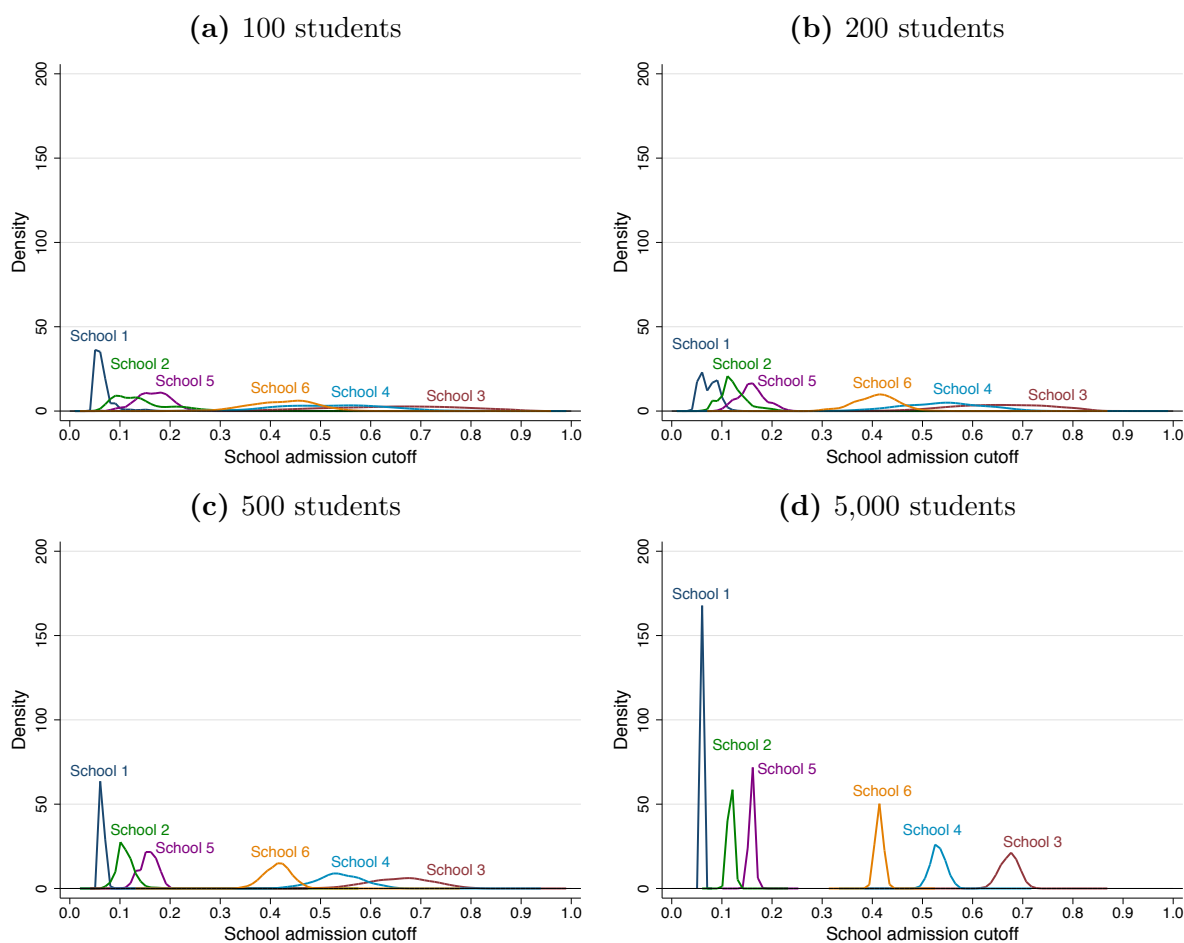 (a) 100 students
200
150
100
50
0
Density
School 1
School 2
School 5
School 6
School 4
School 3
0.0 0.1 0.2 0.3 0.4 0.5 0.6 0.7 0.8 0.9 1.0
School admission cutoff
(b) 200 students
200
150
100
50
0
Density
School 1
School 2
School 5
School 6
School 4
School 3
0.0 0.1 0.2 0.3 0.4 0.5 0.6 0.7 0.8 0.9 1.0
School admission cutoff
(c) 500 students
200
150
100
50
0
Density
School 1
School 2
School 5
School 6
School 4
School 3
0.0 0.1 0.2 0.3 0.4 0.5 0.6 0.7 0.8 0.9 1.0
School admission cutoff
(d) 5,000 students
200
150
100
50
0
Density
School 1
School 2
School 5
School 6
School 4
School 3
0.0 0.1 0.2 0.3 0.4 0.5 0.6 0.7 0.8 0.9 1.0
School admission cutoff